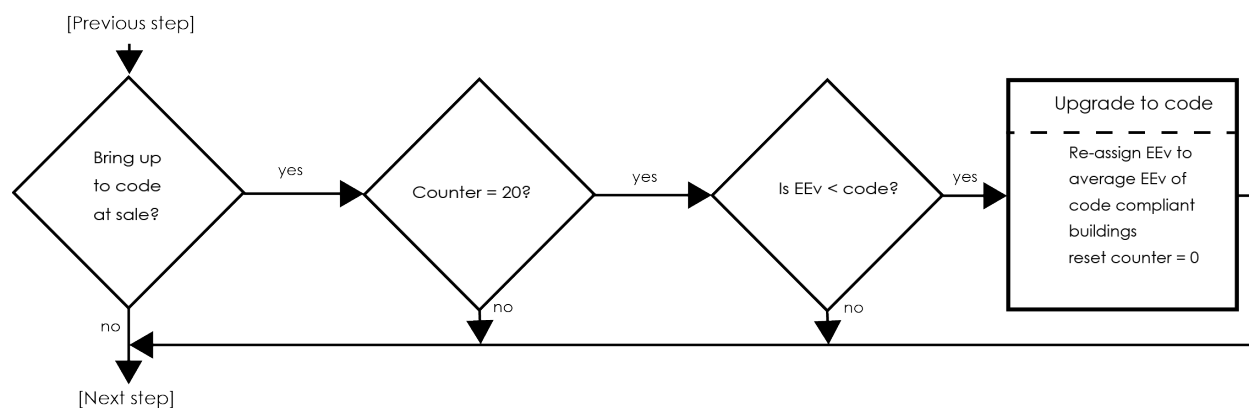 [Previous step]
Bring up
to code
at sale?
yes
no
Counter = 20?
yes
no
Is EEv < code?
yes
no
Upgrade to code
Re-assign EEv to
average EEv of
code compliant
buildings
reset counter = 0
[Next step]